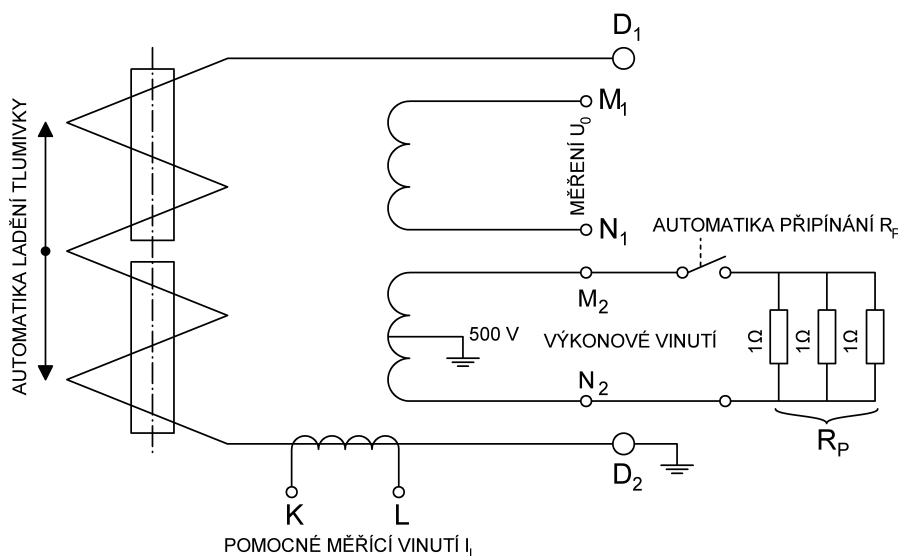 D1
M1
MĚŘENÍ U0
N1
AUTOMATIKA LADĚNÍ TLUMIVKY
AUTOMATIKA PŘIPÍNÁNÍ RP
M2
500 V
VÝKONOVÉ VINUTÍ
1Ω
1Ω
1Ω
N2
RP
D2
K
L
POMOCNÉ MĚŘÍCÍ VINUTÍ IL